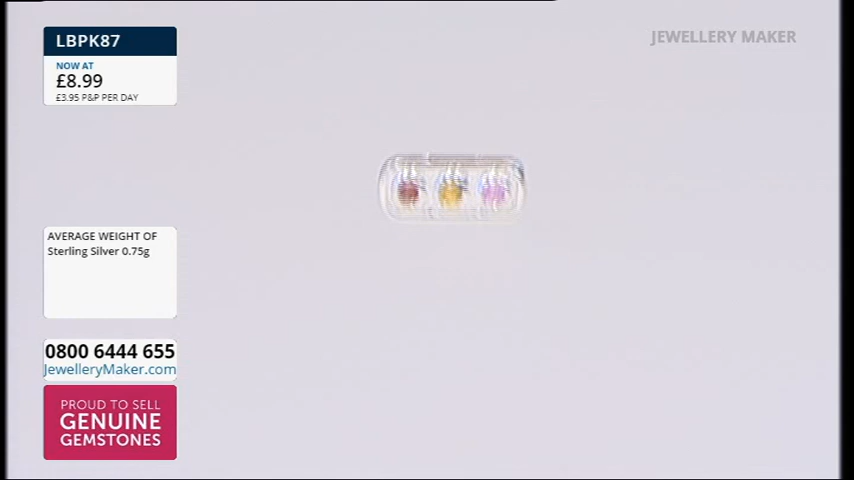 LBPK87
NOW AT
£8.99
£3.95 P&P PER DAY
JEWELLERY MAKER
AVERAGE WEIGHT OF
Sterling Silver 0.75g
0800 6444 655
JewelleryMaker.com
PROUD TO SELL
GENUINE
GEMSTONES